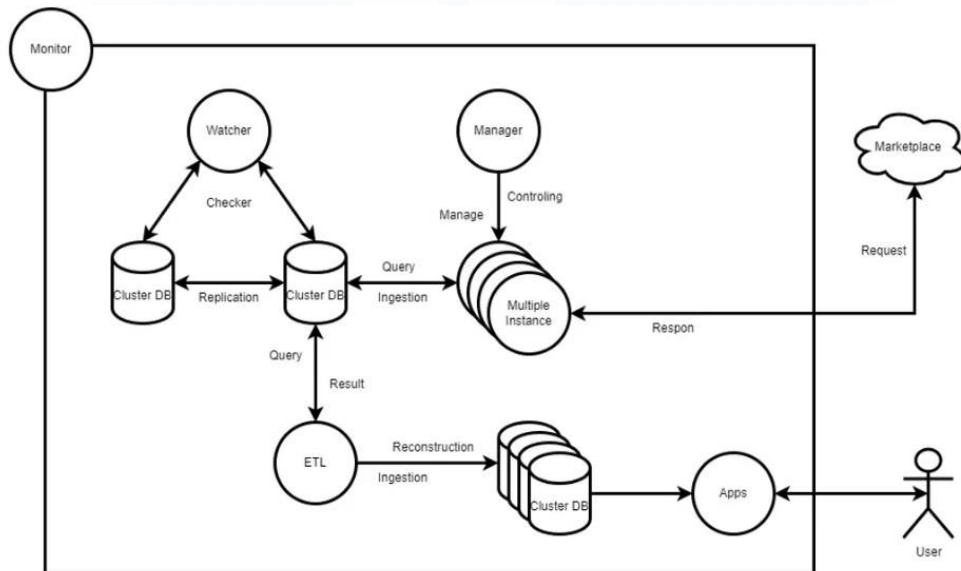 Monitor
Watcher
Manager
Marketplace
Checker
Controling
Manage
Request
Cluster DB
Replication
Cluster DB
Query
Ingestion
Multiple
Instance
Respon
Query
Result
ETL
Reconstruction
Ingestion
Cluster DB
Apps
User